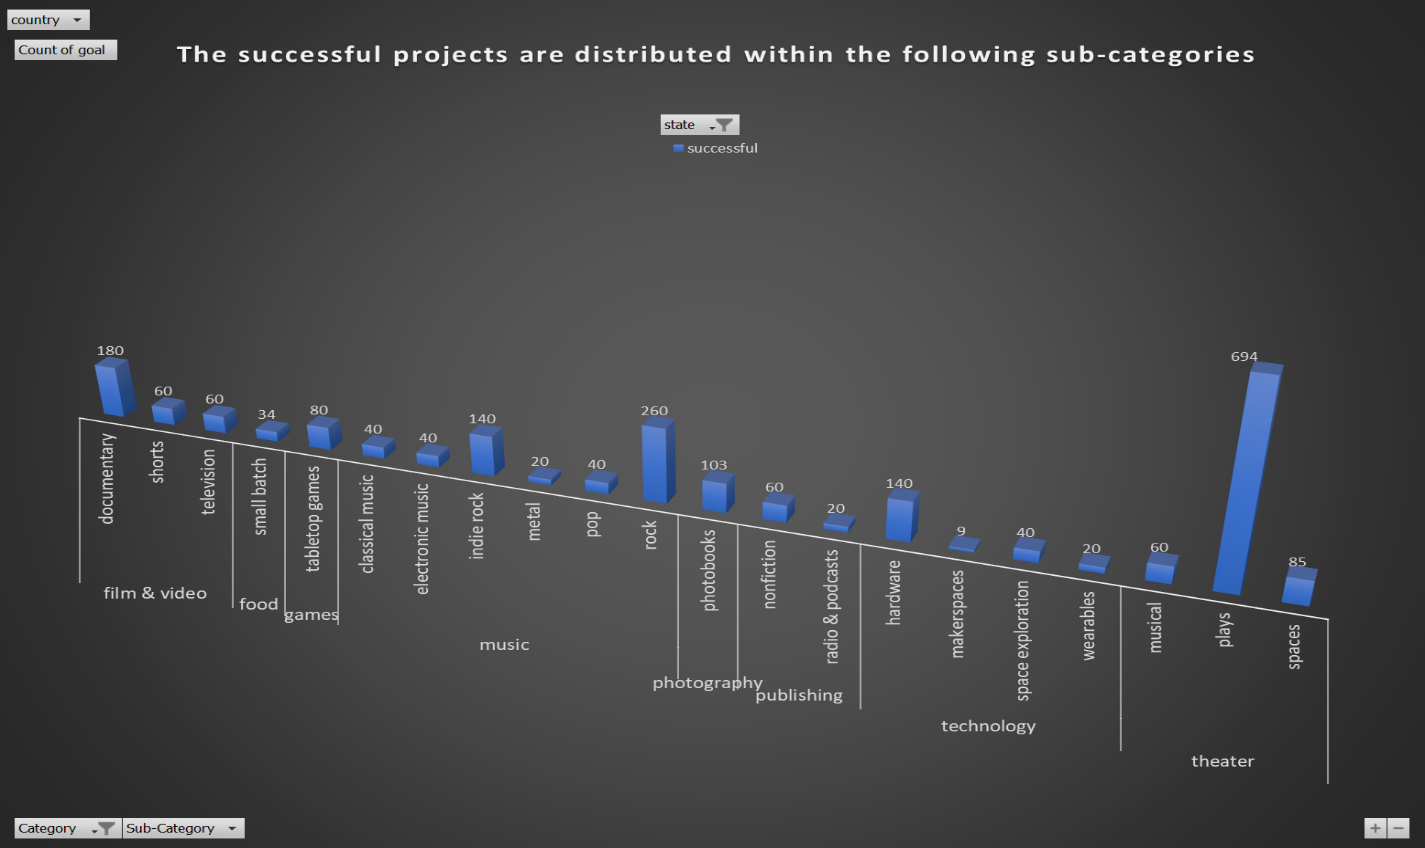 country
Count of goal
The successful projects are distributed within the following sub-categories
state
successful
180
60
60
34
80
40
40
140
20
40
260
103
60
20
140
9
40
20
60
694
85
documentary
shorts
television
small batch
tabletop games
classical music
electronic music
indie rock
metal
pop
rock
photobooks
nonfiction
radio & podcasts
hardware
makerspaces
space exploration
wearables
musical
plays
spaces
film & video
food
games
music
photography
publishing
technology
theater
Category
Sub-Category
+
−